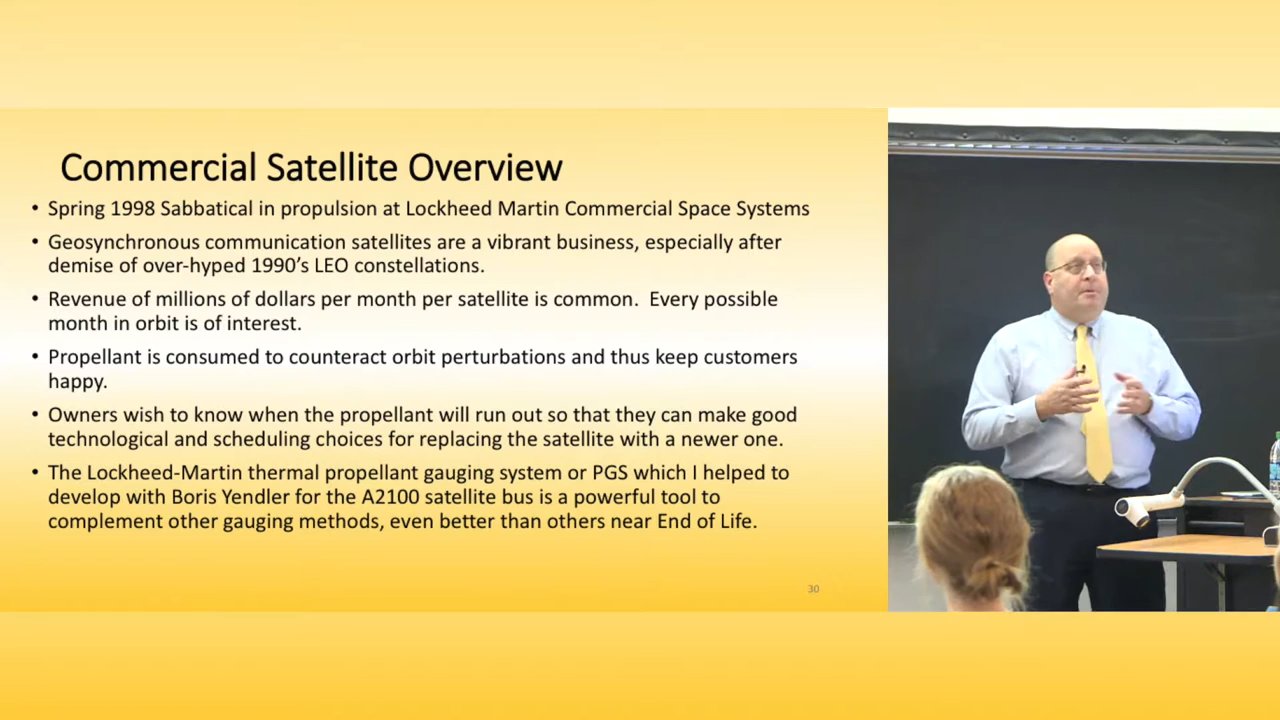 Commercial Satellite Overview
• Spring 1998 Sabbatical in propulsion at Lockheed Martin Commercial Space Systems
• Geosynchronous communication satellites are a vibrant business, especially after
demise of over-hyped 1990’s LEO constellations.
• Revenue of millions of dollars per month per satellite is common.  Every possible
month in orbit is of interest.
• Propellant is consumed to counteract orbit perturbations and thus keep customers
happy.
• Owners wish to know when the propellant will run out so that they can make good
technological and scheduling choices for replacing the satellite with a newer one.
• The Lockheed-Martin thermal propellant gauging system or PGS which I helped to
develop with Boris Yendler for the A2100 satellite bus is a powerful tool to
complement other gauging methods, even better than others near End of Life.
30